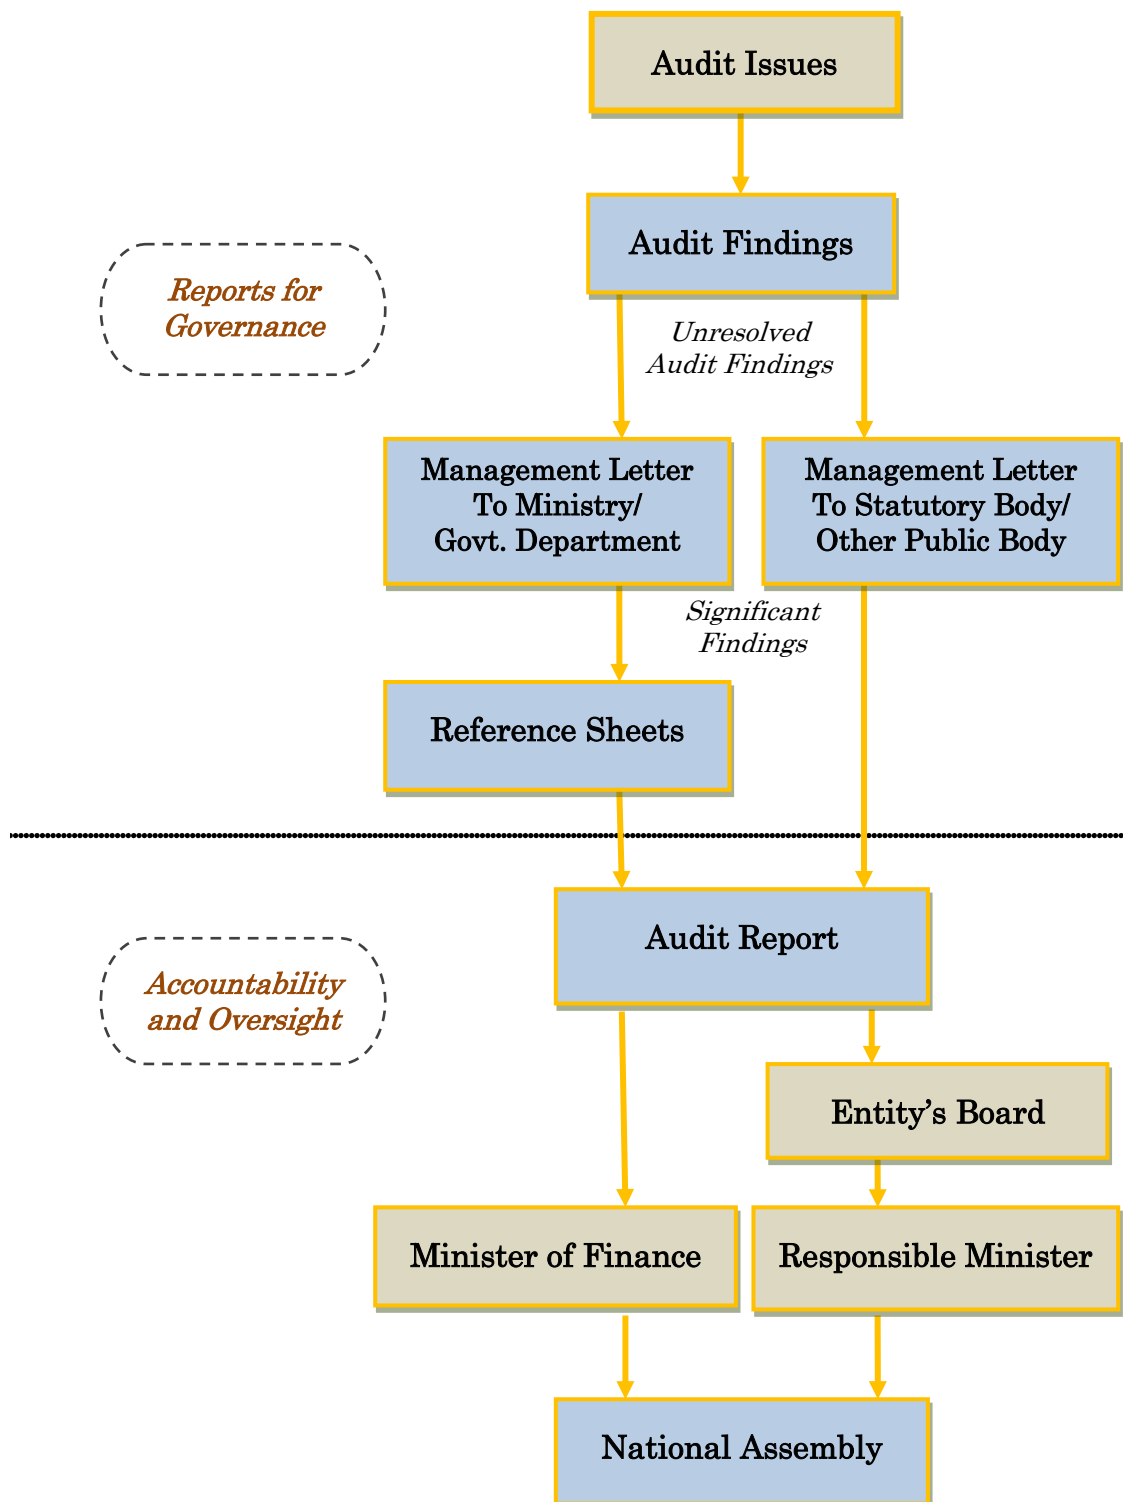 Audit Issues
Audit Findings
Reports for
Governance
Unresolved
Audit Findings
Management Letter
To Ministry/
Govt. Department
Management Letter
To Statutory Body/
Other Public Body
Significant
Findings
Reference Sheets
Audit Report
Accountability
and Oversight
Entity’s Board
Minister of Finance
Responsible Minister
National Assembly